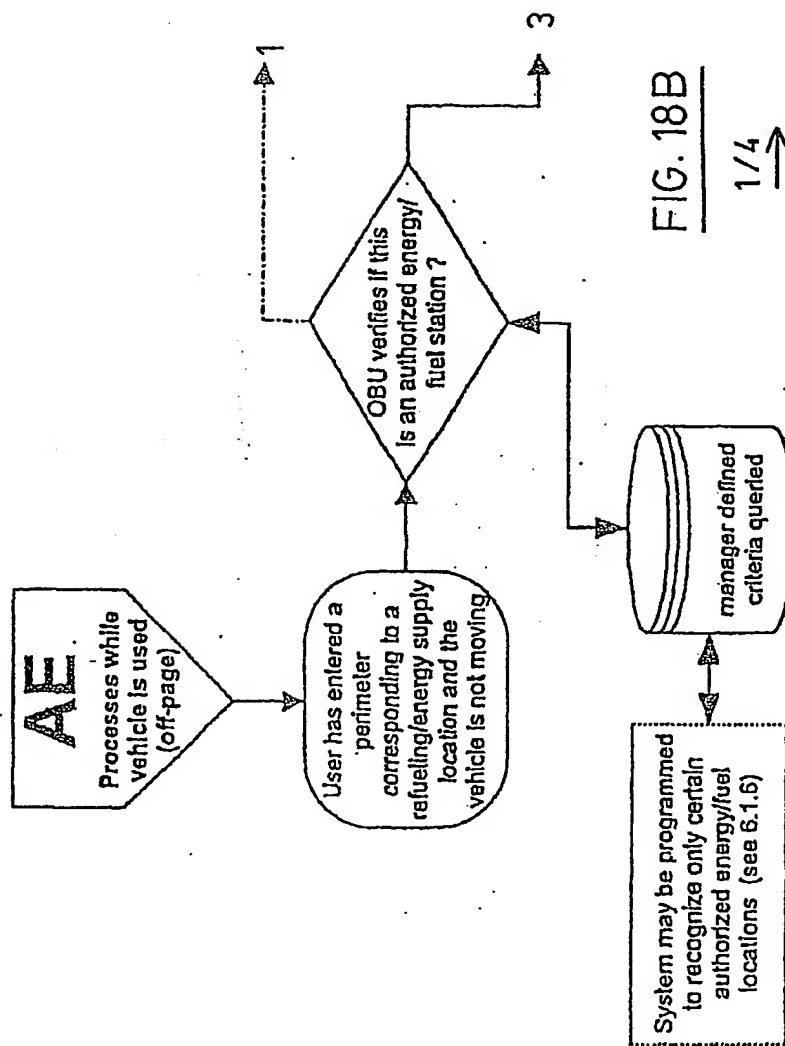 AE
Processes while
vehicle is used
(off-page)
User has entered a
perimeter
corresponding to a
refueling/energy supply
location and the
vehicle is not moving
OBU verifies if this
is an authorized energy/
fuel station ?
1
3
manager defined
criteria queried
System may be programmed
to recognize only certain
authorized energy/fuel
locations (see 6.1.6)
FIG. 18B
1/4